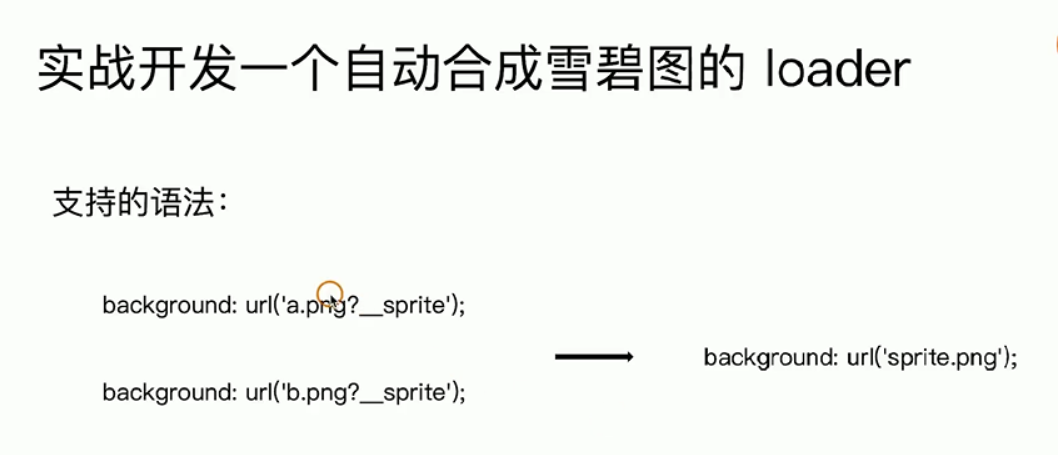 实战开发一个自动合成雪碧图的 loader
支持的语法：
background: url('a.png?__sprite');
background: url('b.png?__sprite');
background: url('sprite.png');